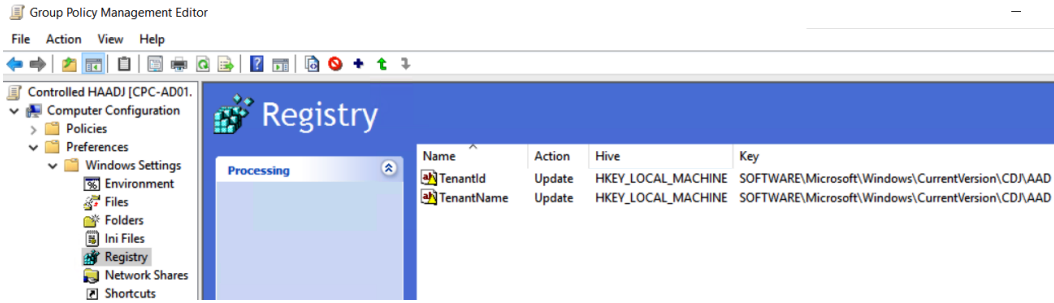 Group Policy Management Editor
File Action View Help
Controlled HAADJ [CPC-AD01.
Computer Configuration
Policies
Preferences
Windows Settings
Environment
Files
Folders
Ini Files
Registry
Network Shares
Shortcuts
Registry
Processing
Name Action Hive Key
TenantId Update HKEY_LOCAL_MACHINE SOFTWARE\Microsoft\Windows\CurrentVersion\CDJ\AAD
TenantName Update HKEY_LOCAL_MACHINE SOFTWARE\Microsoft\Windows\CurrentVersion\CDJ\AAD